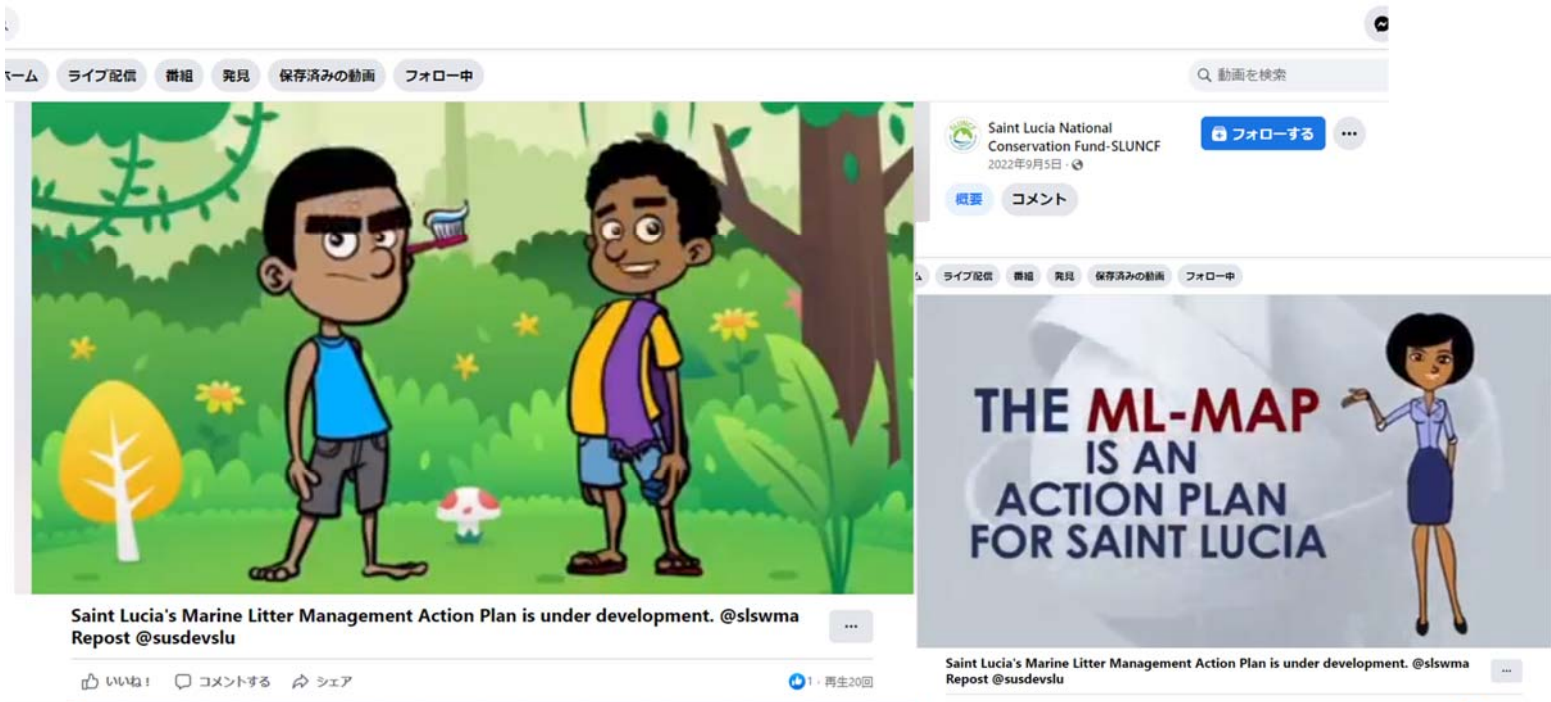 ホーム ライブ配信 番組 発見 保存済みの動画 フォロー中
動画を検索
Saint Lucia's Marine Litter Management Action Plan is under development. @slswma
Repost @susdevslu
いいね! コメントする シェア
1・再生20回
Saint Lucia National
Conservation Fund-SLUNCF
2022年9月5日 ·
フォローする
概要 コメント
ム ライブ配信 番組 発見 保存済みの動画 フォロー中
THE ML-MAP
IS AN
ACTION PLAN
FOR SAINT LUCIA
Saint Lucia's Marine Litter Management Action Plan is under development. @slswma
Repost @susdevslu